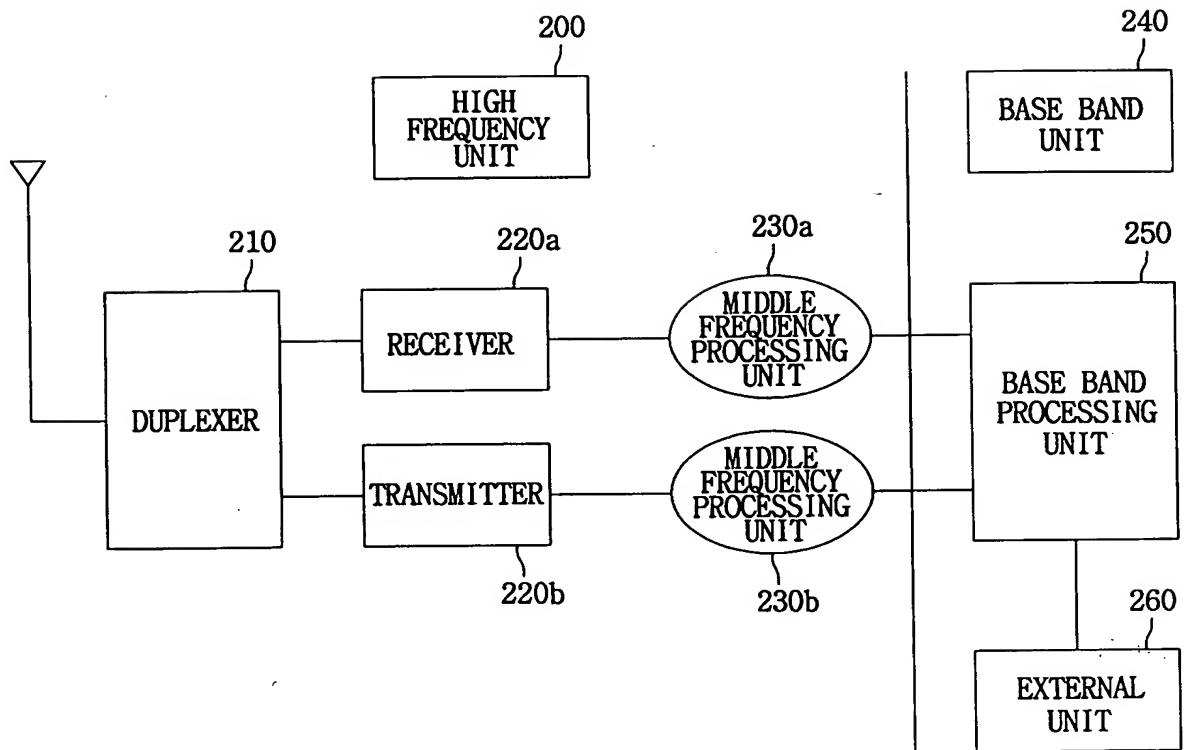 200
HIGH
FREQUENCY
UNIT
240
BASE BAND
UNIT
210
DUPLEXER
220a
RECEIVER
230a
MIDDLE
FREQUENCY
PROCESSING
UNIT
250
BASE BAND
PROCESSING
UNIT
TRANSMITTER
220b
MIDDLE
FREQUENCY
PROCESSING
UNIT
230b
260
EXTERNAL
UNIT